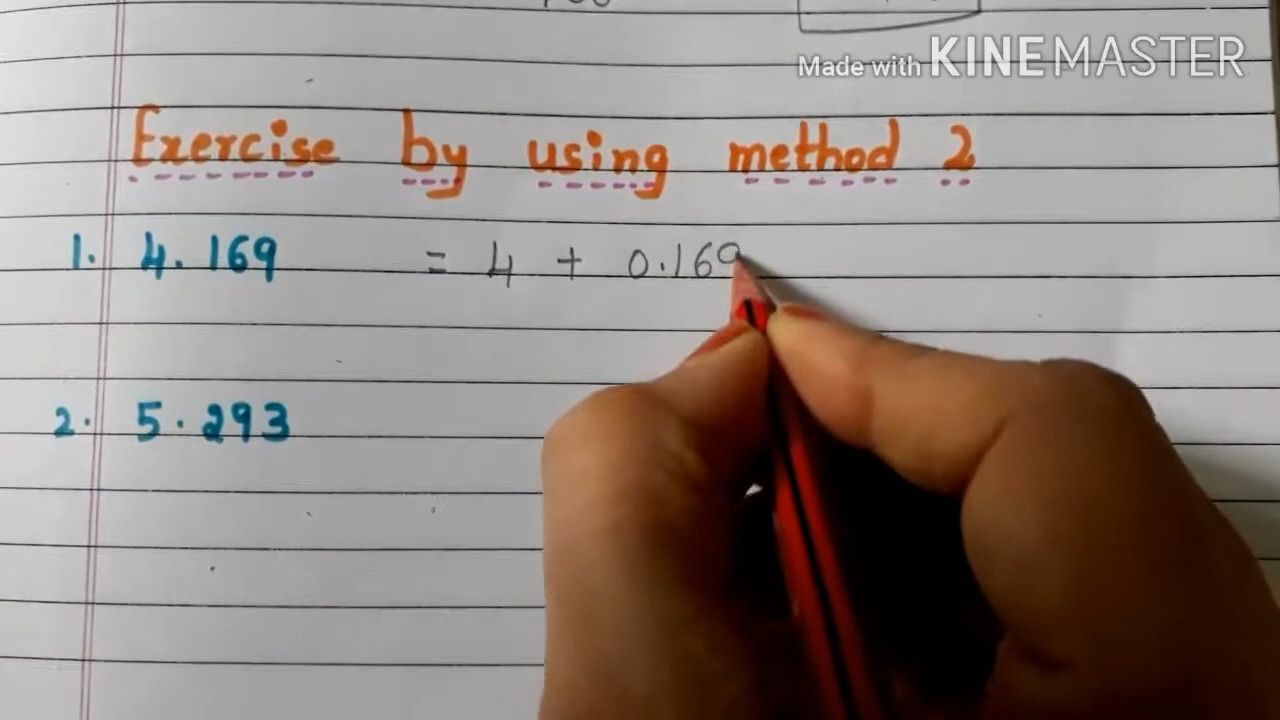 Made with KINEMASTER
Exercise by using method 2
1. 4.169 = 4 + 0.169
2. 5.293